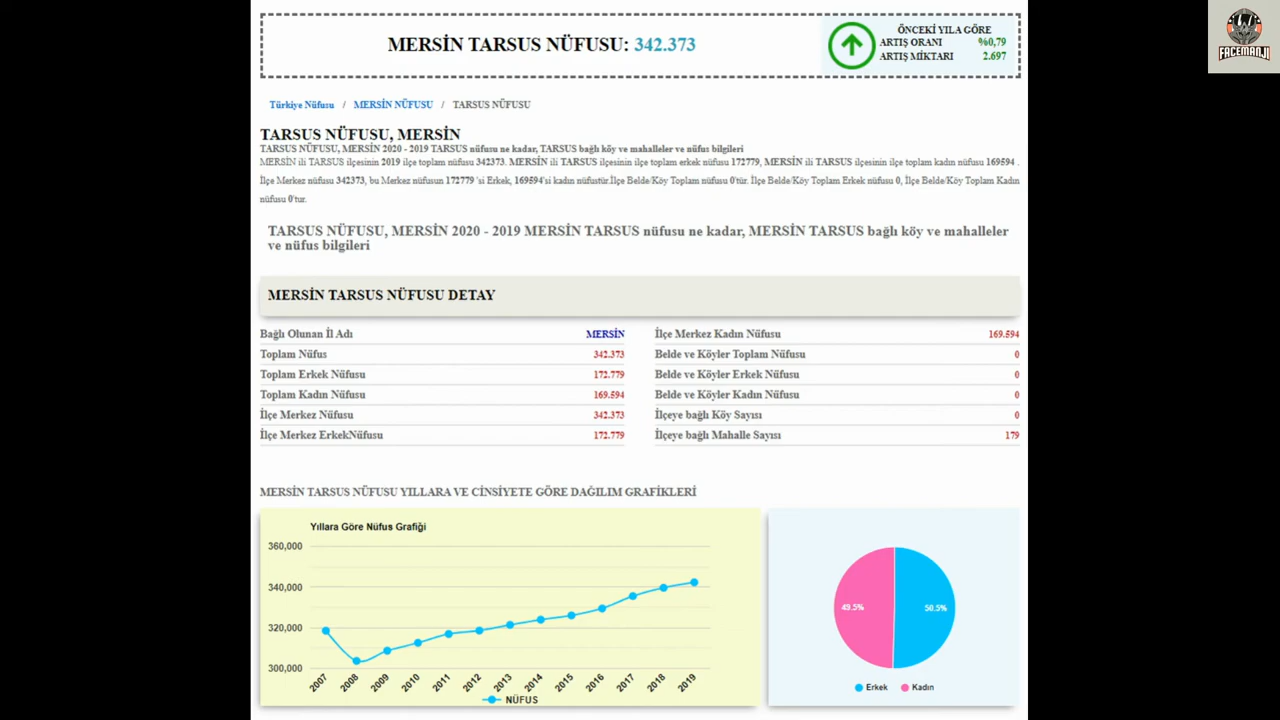 MERSİN TARSUS NÜFUSU: 342.373
ÖNCEKİ YILA GÖRE
ARTIŞ ORANI %0,79
ARTIŞ MİKTARI 2.697
FACEMANJI
Türkiye Nüfusu / MERSİN NÜFUSU / TARSUS NÜFUSU
TARSUS NÜFUSU, MERSİN
TARSUS NÜFUSU, MERSİN 2020 - 2019 TARSUS nüfusu ne kadar, TARSUS bağlı köy ve mahalleler ve nüfus bilgileri
MERSİN ili TARSUS ilçesinin 2019 ilçe toplam nüfusu 342373. MERSİN ili TARSUS ilçesinin ilçe toplam erkek nüfusu 172779, MERSİN ili TARSUS ilçesinin ilçe toplam kadın nüfusu 169594 .
İlçe Merkez nüfusu 342373, bu Merkez nüfusun 172779 'si Erkek, 169594'si kadın nüfustür.İlçe Belde/Köy Toplam nüfusu 0'tür. İlçe Belde/Köy Toplam Erkek nüfusu 0, İlçe Belde/Köy Toplam Kadın
nüfusu 0'tur.
TARSUS NÜFUSU, MERSİN 2020 - 2019 MERSİN TARSUS nüfusu ne kadar, MERSİN TARSUS bağlı köy ve mahalleler
ve nüfus bilgileri
MERSİN TARSUS NÜFUSU DETAY
Bağlı Olunan İl Adı MERSİN
Toplam Nüfus 342.373
Toplam Erkek Nüfusu 172.779
Toplam Kadın Nüfusu 169.594
İlçe Merkez Nüfusu 342.373
İlçe Merkez ErkekNüfusu 172.779
İlçe Merkez Kadın Nüfusu 169.594
Belde ve Köyler Toplam Nüfusu 0
Belde ve Köyler Erkek Nüfusu 0
Belde ve Köyler Kadın Nüfusu 0
İlçeye bağlı Köy Sayısı 0
İlçeye bağlı Mahalle Sayısı 179
MERSİN TARSUS NÜFUSU YILLARA VE CİNSİYETE GÖRE DAĞILIM GRAFİKLERİ
Yıllara Göre Nüfus Grafiği
360,000
340,000
320,000
300,000
2007 2008 2009 2010 2011 2012 2013 2014 2015 2016 2017 2018 2019
NÜFUS
49.5% 50.5%
Erkek Kadın